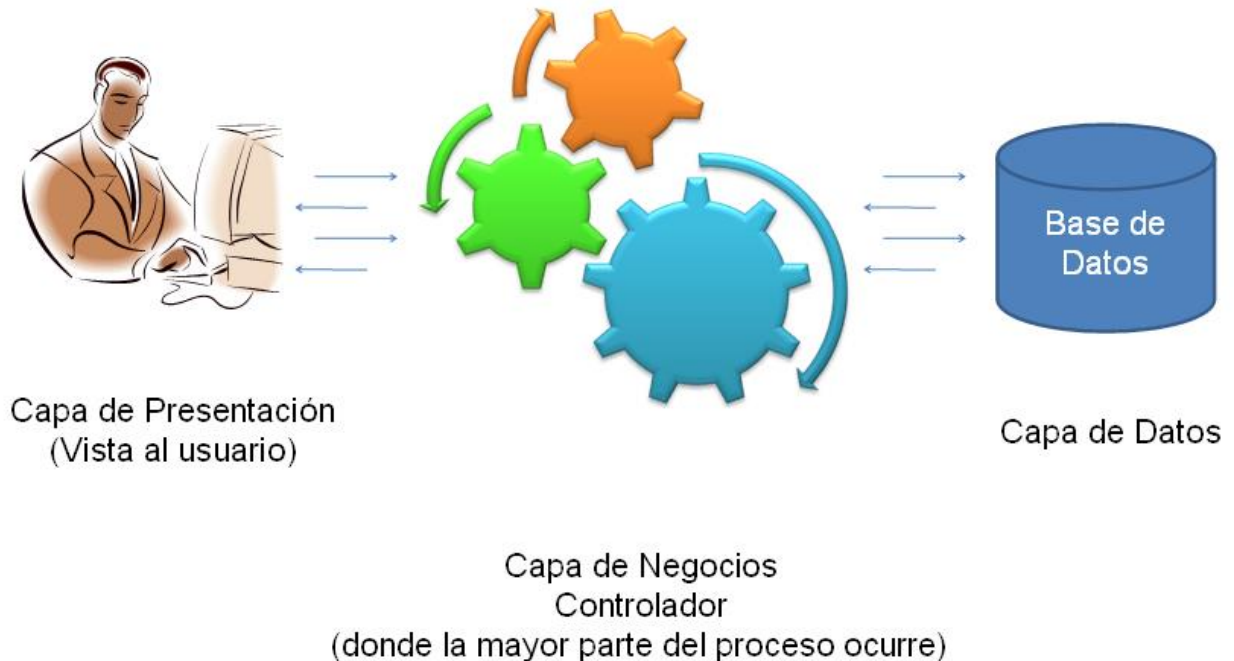 Base de
Datos
Capa de Presentación
(Vista al usuario)
Capa de Datos
Capa de Negocios
Controlador
(donde la mayor parte del proceso ocurre)